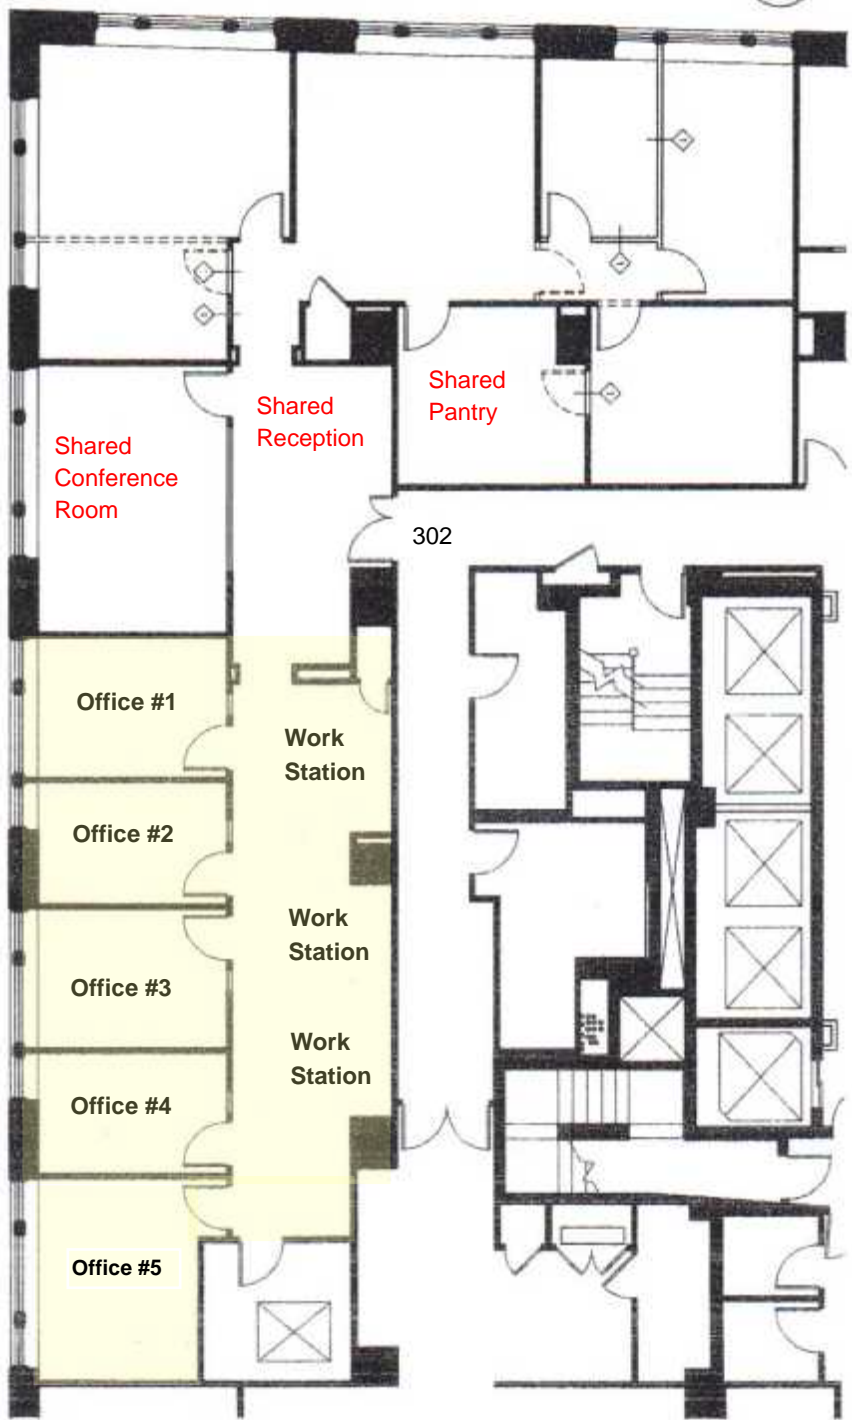 Shared
Pantry
Shared
Reception
Shared
Conference
Room
302
Office #1
Work
Station
Office #2
Work
Station
Office #3
Work
Station
Office #4
Office #5